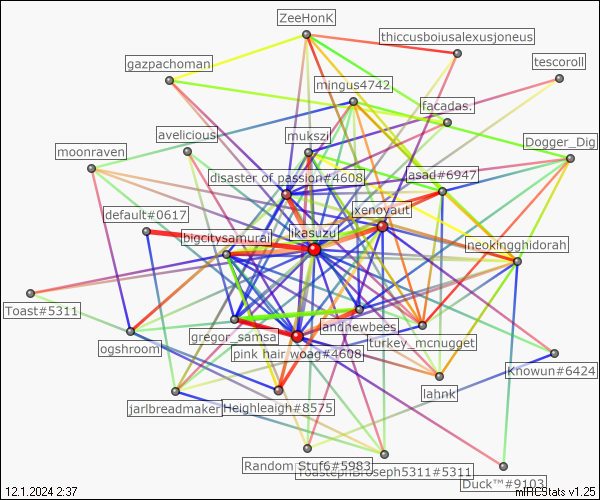 ZeeHonK
thiccusboiusalexusjoneus
gazpachoman
tescoroll
mingus4742
facadas.
avelicious
mukszi
Dogger_Dig
moonraven
disaster of passion#4608
asad#6947
default#0617
xenoyaut
bigcitysamurai
ikasuzu
neokingghidorah
Toast#5311
gregor_samsa
andnewbees
ogshroom
pink hair woag#4608
turkey_mcnugget
Knowun#6424
lahnk
jarlbreadmaker
Heighleaigh#8575
Random Stuf6#5983
#5311
Duck™#9103
12.1.2024 2:37
mIRCStats v1.25